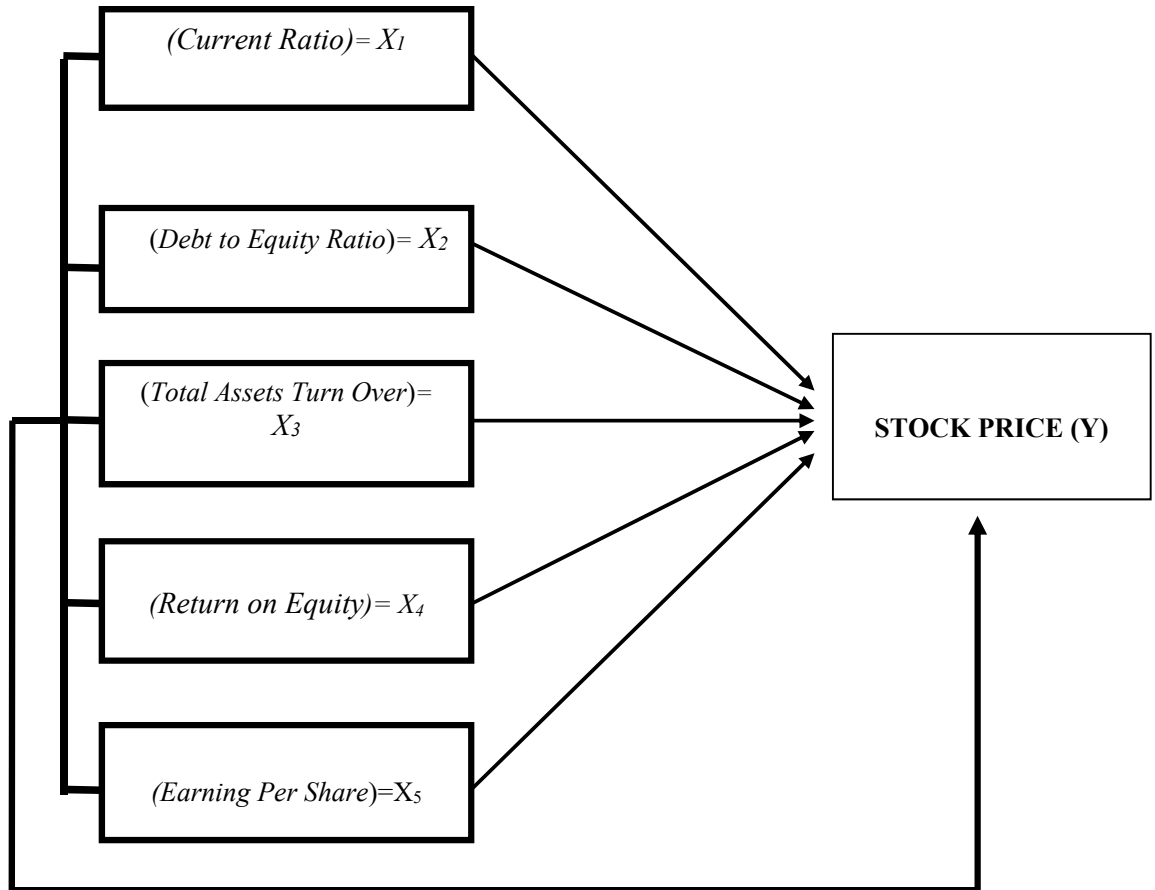 (Current Ratio)= X1
(Debt to Equity Ratio)= X2
(Total Assets Turn Over)=
X3
STOCK PRICE (Y)
(Return on Equity)= X4
(Earning Per Share)=X5